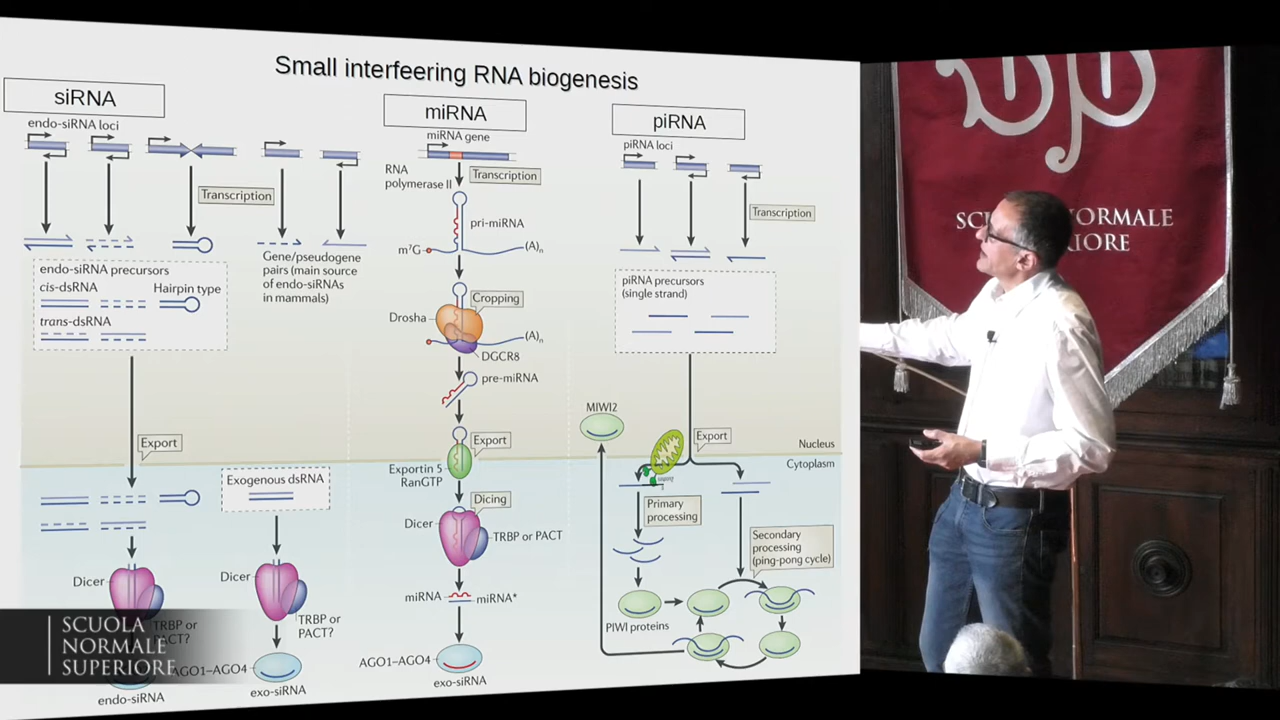 Small interfeering RNA biogenesis
siRNA
endo-siRNA loci
Transcription
endo-siRNA precursors
cis-dsRNA
Hairpin type
trans-dsRNA
Gene/pseudogene
pairs (main source
of endo-siRNAs
in mammals)
Export
Exogenous dsRNA
Dicer
TRBP or
PACT?
endo-siRNA
Dicer
TRBP or
PACT?
AGO1–AGO4
exo-siRNA
miRNA
miRNA gene
RNA
polymerase II
Transcription
pri-miRNA
m⁷G
(A)n
Cropping
Drosha
(A)n
DGCR8
pre-miRNA
Export
Exportin 5
RanGTP
Dicing
Dicer
TRBP or PACT
miRNA
miRNA*
AGO1–AGO4
exo-siRNA
piRNA
piRNA loci
Transcription
piRNA precursors
(single strand)
MIWI2
Export
Nucleus
Cytoplasm
Primary
processing
Secondary
processing
(ping-pong cycle)
PIWI proteins
SCUOLA
NORMALE
SUPERIORE
SC NORMALE
ERIORE